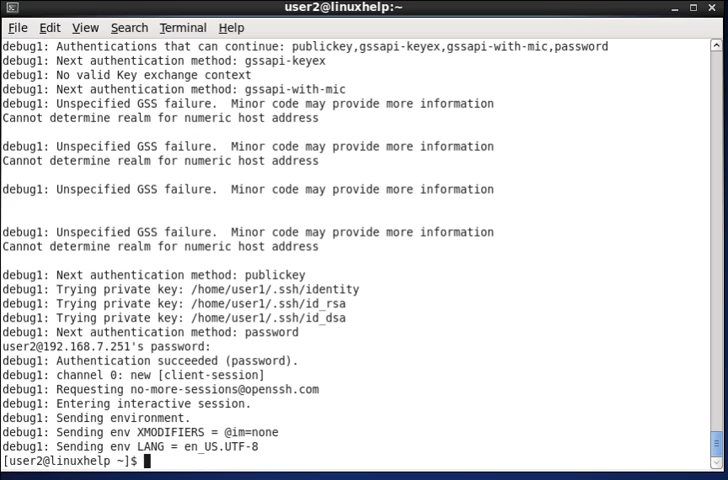 user2@linuxhelp:~
File Edit View Search Terminal Help
debug1: Authentications that can continue: publickey,gssapi-keyex,gssapi-with-mic,password
debug1: Next authentication method: gssapi-keyex
debug1: No valid Key exchange context
debug1: Next authentication method: gssapi-with-mic
debug1: Unspecified GSS failure.  Minor code may provide more information
Cannot determine realm for numeric host address
debug1: Unspecified GSS failure.  Minor code may provide more information
Cannot determine realm for numeric host address
debug1: Unspecified GSS failure.  Minor code may provide more information
debug1: Unspecified GSS failure.  Minor code may provide more information
Cannot determine realm for numeric host address
debug1: Next authentication method: publickey
debug1: Trying private key: /home/user1/.ssh/identity
debug1: Trying private key: /home/user1/.ssh/id_rsa
debug1: Trying private key: /home/user1/.ssh/id_dsa
debug1: Next authentication method: password
user2@192.168.7.251's password:
debug1: Authentication succeeded (password).
debug1: channel 0: new [client-session]
debug1: Requesting no-more-sessions@openssh.com
debug1: Entering interactive session.
debug1: Sending environment.
debug1: Sending env XMODIFIERS = @im=none
debug1: Sending env LANG = en_US.UTF-8
[user2@linuxhelp ~]$